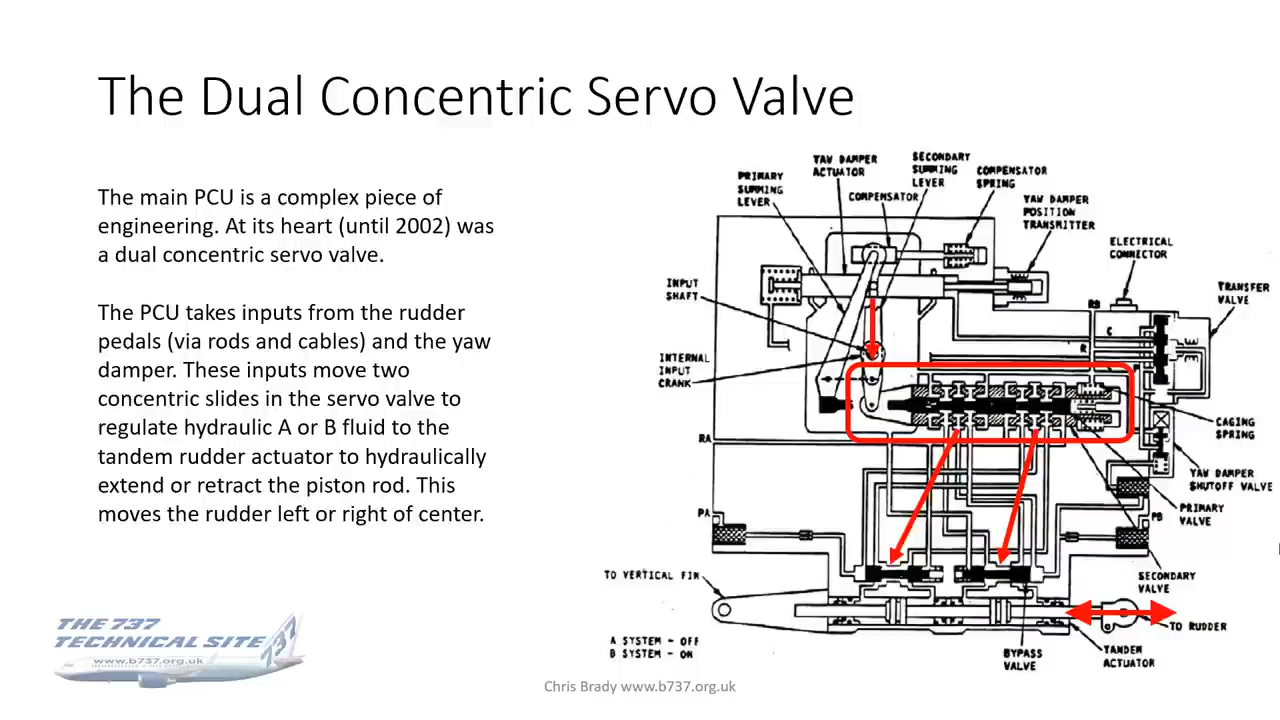 The Dual Concentric Servo Valve
The main PCU is a complex piece of
engineering. At its heart (until 2002) was
a dual concentric servo valve.
The PCU takes inputs from the rudder
pedals (via rods and cables) and the yaw
damper. These inputs move two
concentric slides in the servo valve to
regulate hydraulic A or B fluid to the
tandem rudder actuator to hydraulically
extend or retract the piston rod. This
moves the rudder left or right of center.
PRIMARY
SUMMING
LEVER
YAW DAMPER
ACTUATOR
COMPENSATOR
SECONDARY
SUMMING
LEVER
COMPENSATOR
SPRING
YAW DAMPER
POSITION
TRANSMITTER
ELECTRICAL
CONNECTOR
TRANSFER
VALVE
INPUT
SHAFT
INTERNAL
INPUT
CRANK
RB
C
R
P
S
RA
CAGING
SPRING
YAW DAMPER
SHUTOFF VALVE
PRIMARY
VALVE
PA
PB
SECONDARY
VALVE
TO VERTICAL FIN
TO RUDDER
A SYSTEM - OFF
B SYSTEM - ON
BYPASS
VALVE
TANDEM
ACTUATOR
THE 737
TECHNICAL SITE
737
www.b737.org.uk
Chris Brady www.b737.org.uk